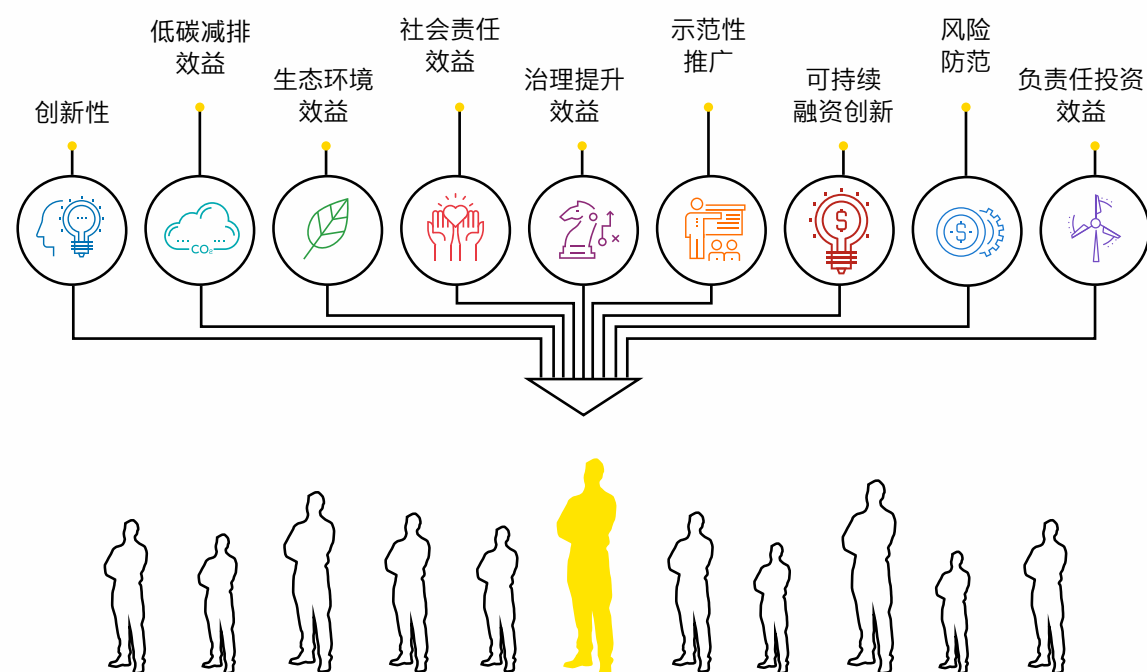 创新性
低碳减排
效益
生态环境
效益
社会责任
效益
治理提升
效益
示范性
推广
可持续
融资创新
风险
防范
负责任投资
效益
CO₂
$
$